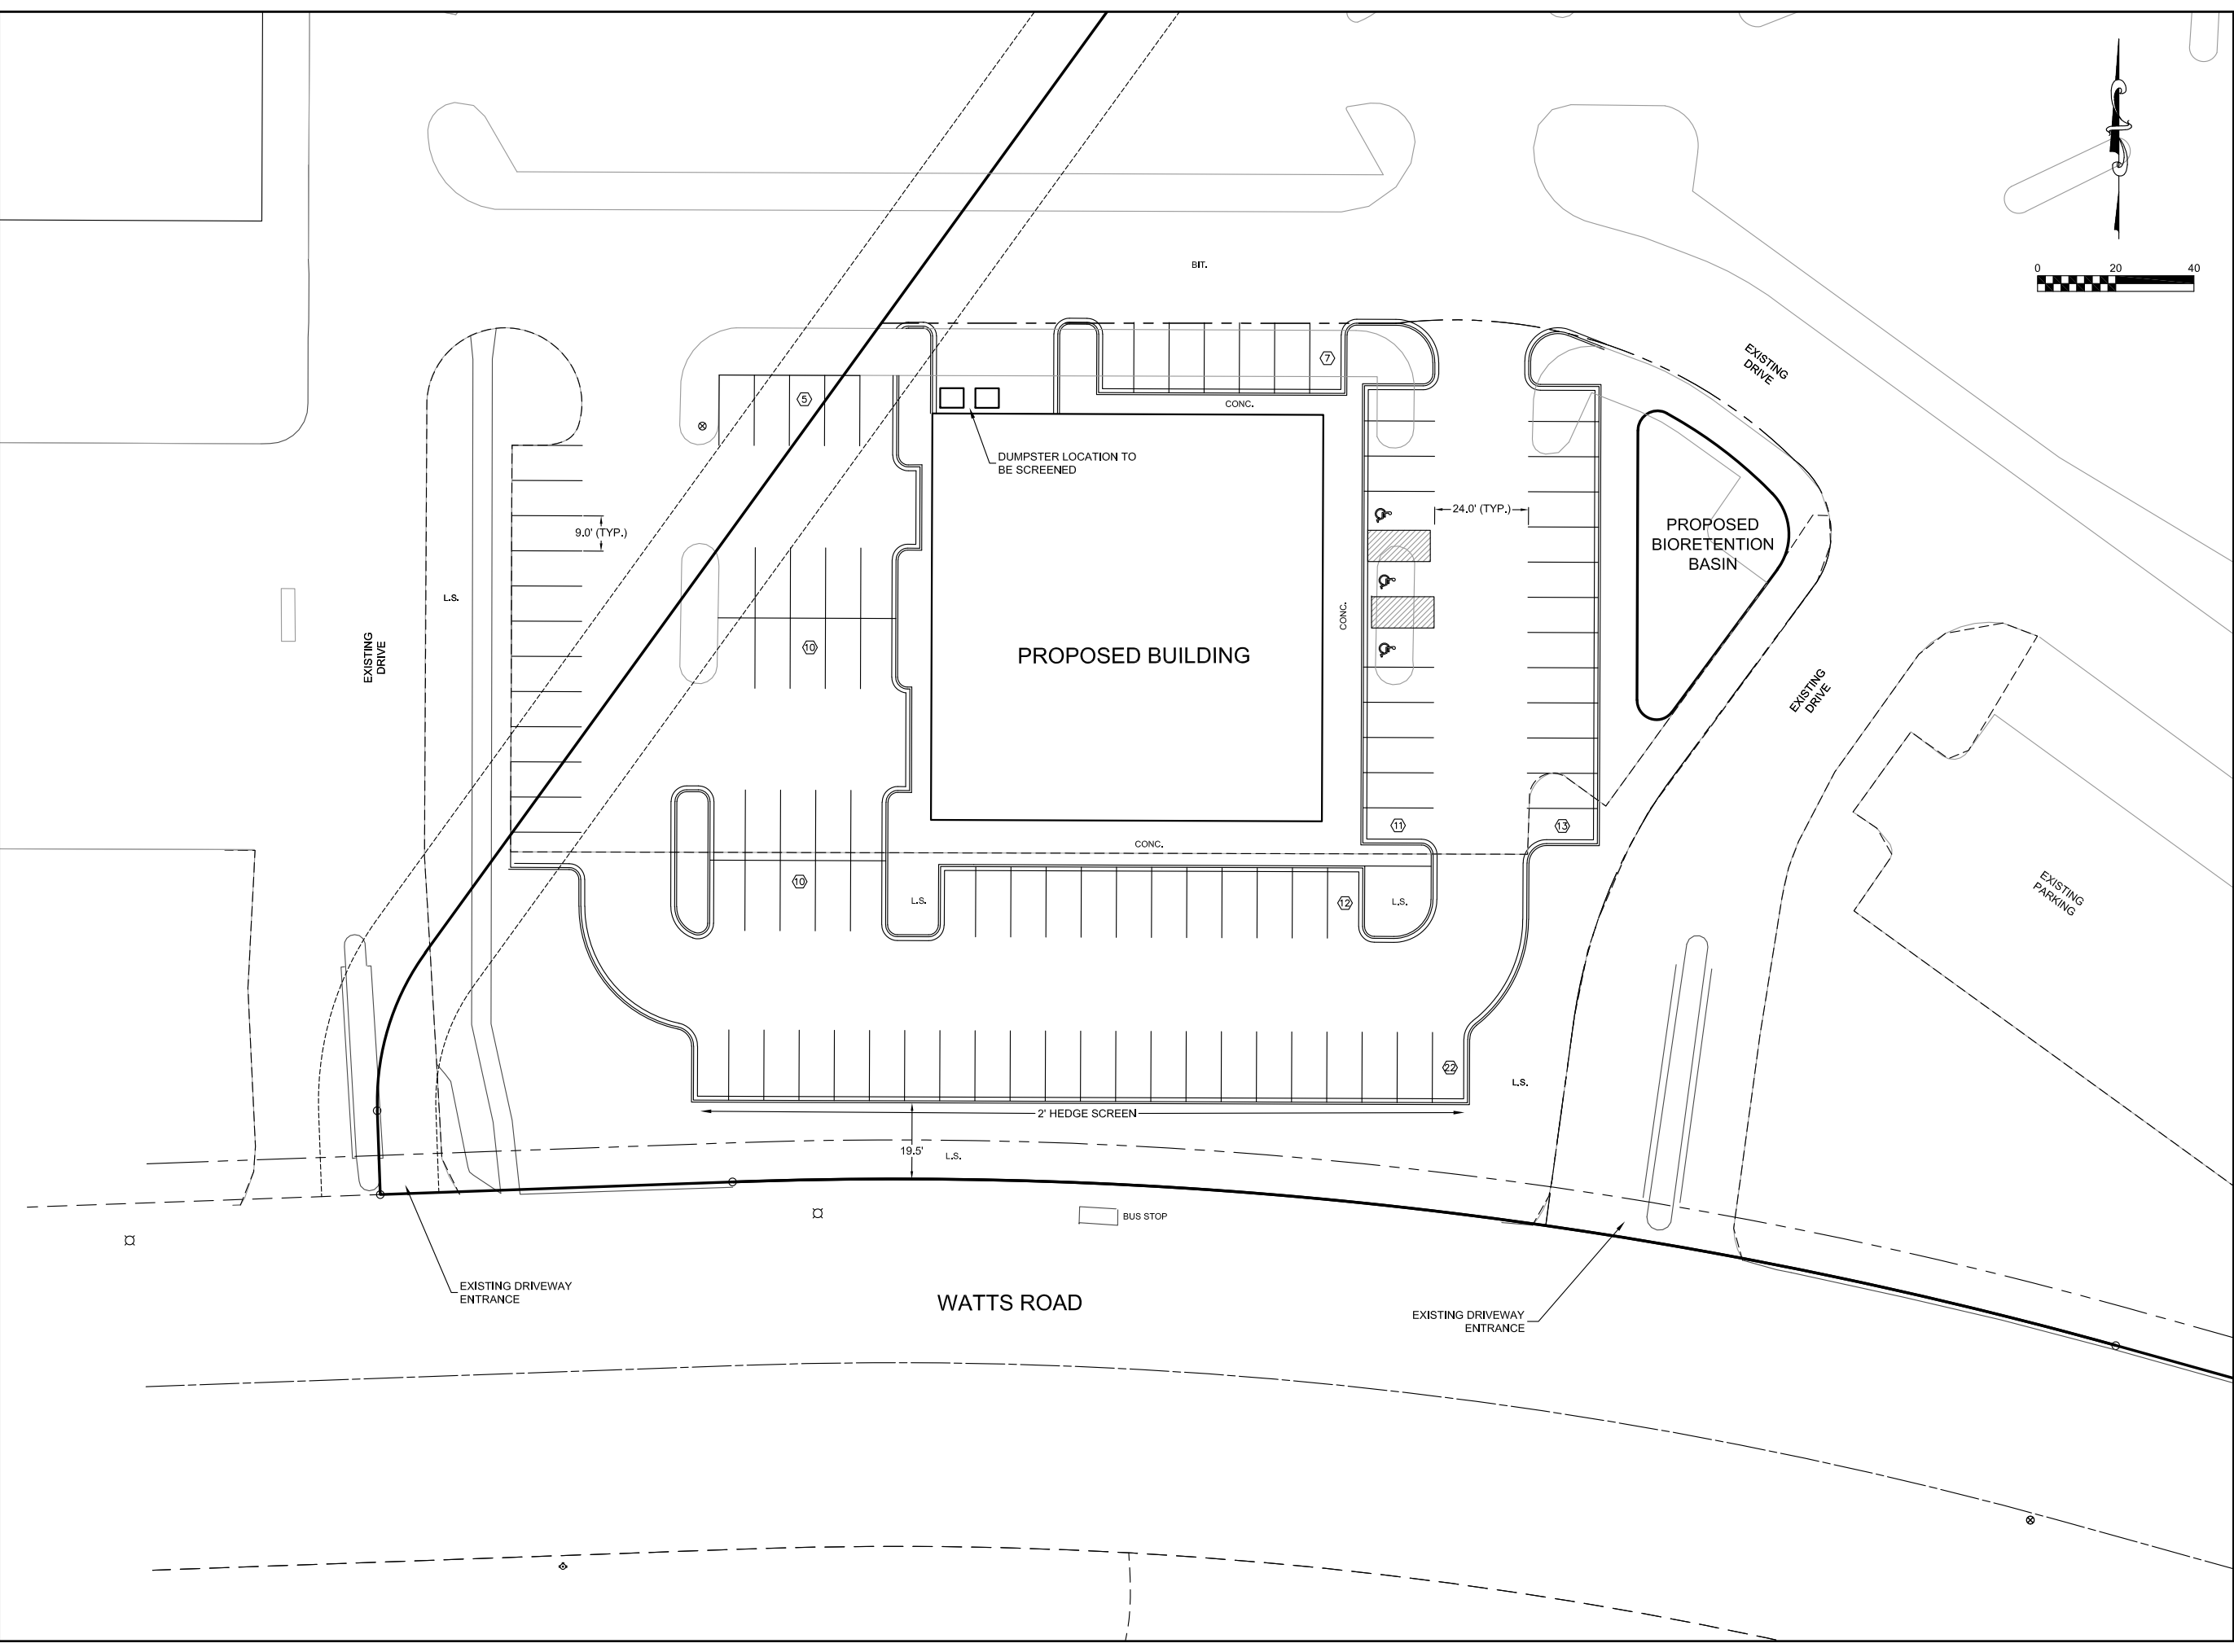 0 20 40
BIT.
EXISTING
DRIVE
7
5
CONC.
DUMPSTER LOCATION TO
BE SCREENED
9.0' (TYP.)
24.0' (TYP.)
PROPOSED
BIORETENTION
BASIN
L.S.
EXISTING
DRIVE
CONC.
10
PROPOSED BUILDING
EXISTING
DRIVE
11
13
CONC.
10
L.S.
12
L.S.
EXISTING
PARKING
22
L.S.
2' HEDGE SCREEN
19.5'
L.S.
BUS STOP
EXISTING DRIVEWAY
ENTRANCE
WATTS ROAD
EXISTING DRIVEWAY
ENTRANCE